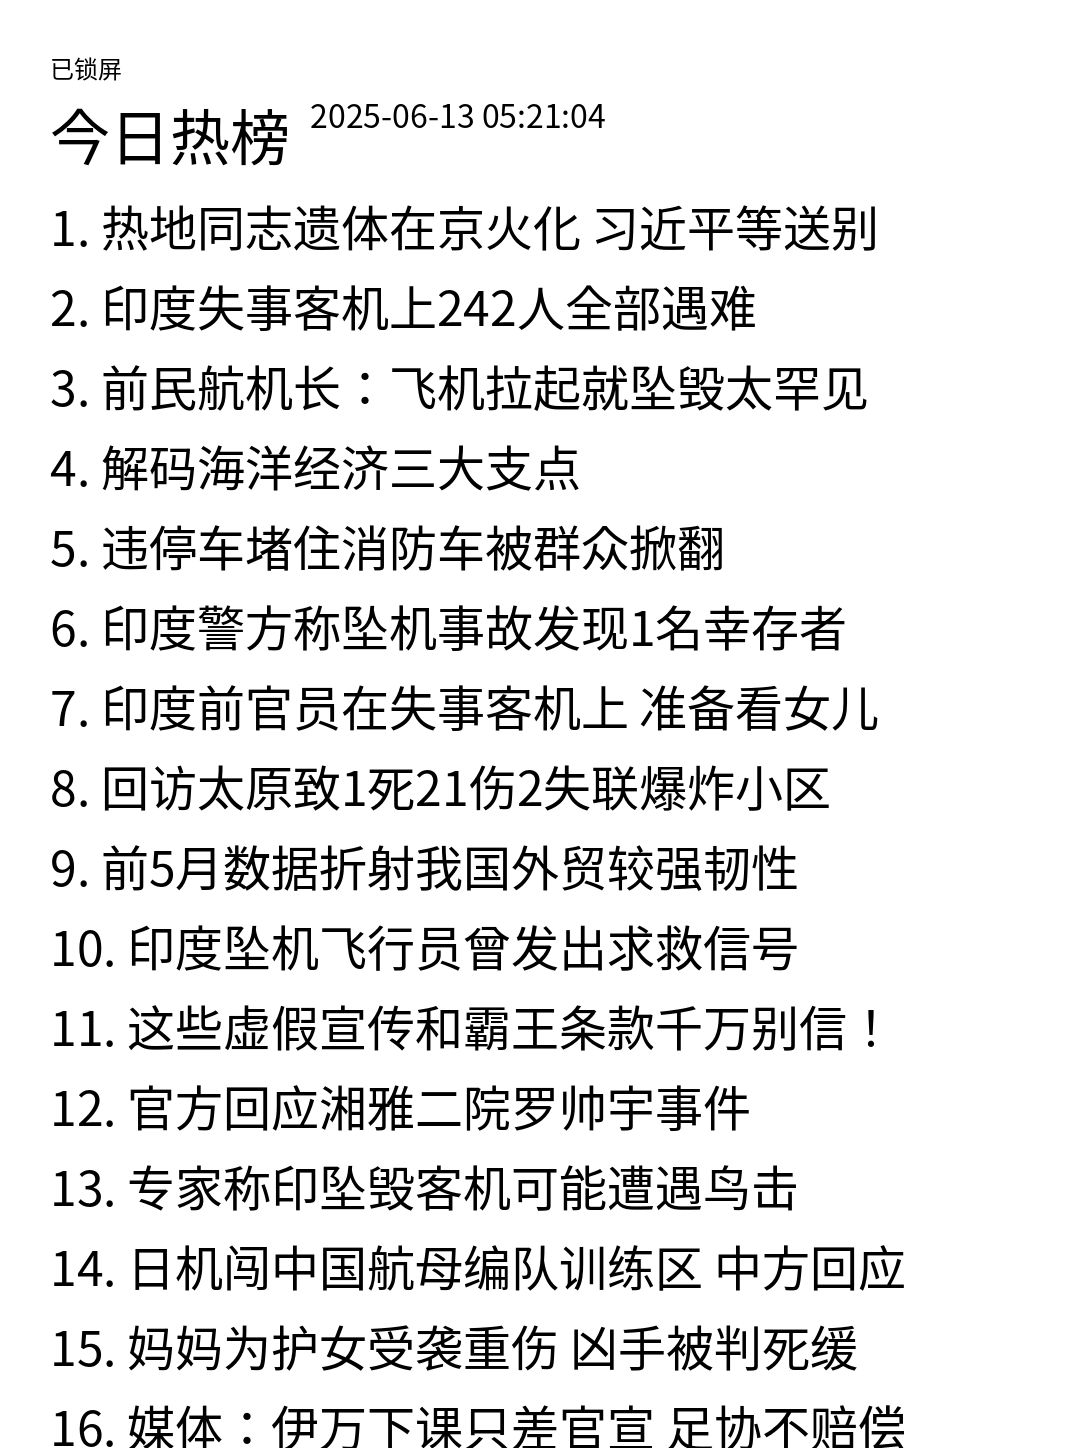 已锁屏
今日热榜 2025-06-13 05:21:04
1. 热地同志遗体在京火化 习近平等送别
2. 印度失事客机上242人全部遇难
3. 前民航机长：飞机拉起就坠毁太罕见
4. 解码海洋经济三大支点
5. 违停车堵住消防车被群众掀翻
6. 印度警方称坠机事故发现1名幸存者
7. 印度前官员在失事客机上 准备看女儿
8. 回访太原致1死21伤2失联爆炸小区
9. 前5月数据折射我国外贸较强韧性
10. 印度坠机飞行员曾发出求救信号
11. 这些虚假宣传和霸王条款千万别信！
12. 官方回应湘雅二院罗帅宇事件
13. 专家称印坠毁客机可能遭遇鸟击
14. 日机闯中国航母编队训练区 中方回应
15. 妈妈为护女受袭重伤 凶手被判死缓
16. 媒体：伊万下课只差官宣 足协不赔偿